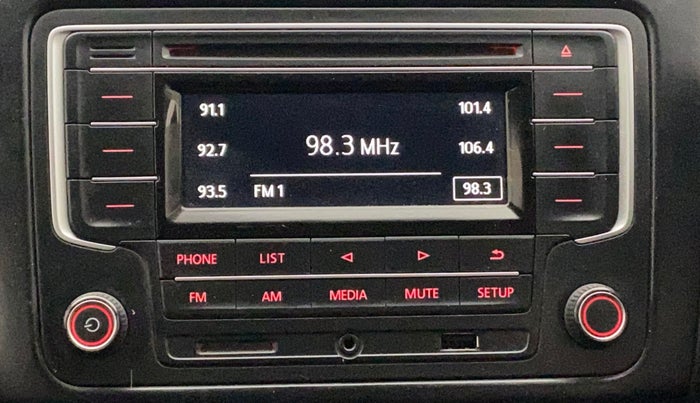 91.1 101.4
92.7 98.3 MHz 106.4
93.5 FM 1 98.3
PHONE LIST
FM AM MEDIA MUTE SETUP